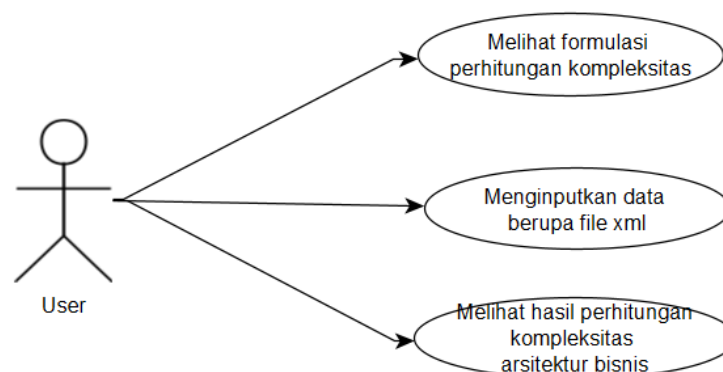 Melihat formulasi
perhitungan kompleksitas
Menginputkan data
berupa file xml
User
Melihat hasil perhitungan
kompleksitas
arsitektur bisnis